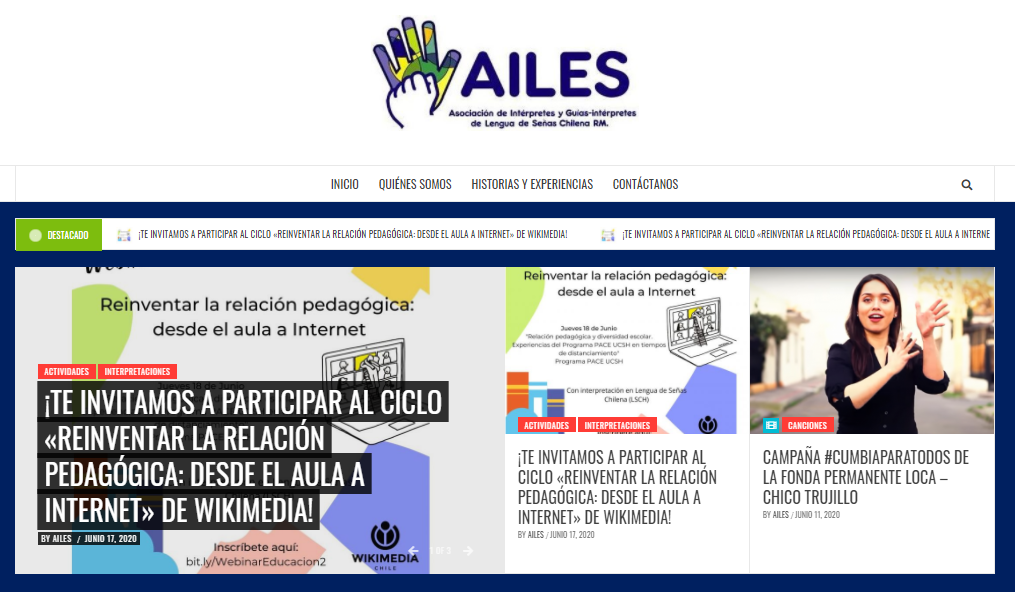 AILES
Asociación de Intérpretes y Guías-intérpretes
de Lengua de Señas Chilena RM.
INICIO QUIÉNES SOMOS HISTORIAS Y EXPERIENCIAS CONTÁCTANOS
DESTACADO
¡TE INVITAMOS A PARTICIPAR AL CICLO «REINVENTAR LA RELACIÓN PEDAGÓGICA: DESDE EL AULA A INTERNET» DE WIKIMEDIA!
¡TE INVITAMOS A PARTICIPAR AL CICLO «REINVENTAR LA RELACIÓN PEDAGÓGICA: DESDE EL AULA A INTERNE
Reinventar la relación pedagógica:
desde el aula a Internet
ACTIVIDADES INTERPRETACIONES
Jueves 18 de Junio
¡TE INVITAMOS A PARTICIPAR AL CICLO
«REINVENTAR LA RELACIÓN
PEDAGÓGICA: DESDE EL AULA A
INTERNET» DE WIKIMEDIA!
BY AILES / JUNIO 17, 2020
Inscríbete aquí:
bit.ly/WebinarEducacion2
WIKIMEDIA
CHILE
1 of 3
Reinventar la relación pedagógica:
desde el aula a Internet
Jueves 18 de Junio
"Relación pedagógica y diversidad escolar.
Experiencias del Programa PACE UCSH en tiempos
de distanciamiento"
Programa PACE UCSH
Con interpretación en Lengua de Señas
Chilena (LSCH)
ACTIVIDADES INTERPRETACIONES
¡TE INVITAMOS A PARTICIPAR AL
CICLO «REINVENTAR LA RELACIÓN
PEDAGÓGICA: DESDE EL AULA A
INTERNET» DE WIKIMEDIA!
BY AILES / JUNIO 17, 2020
CANCIONES
CAMPAÑA #CUMBIAPARATODOS DE
LA FONDA PERMANENTE LOCA –
CHICO TRUJILLO
BY AILES / JUNIO 11, 2020